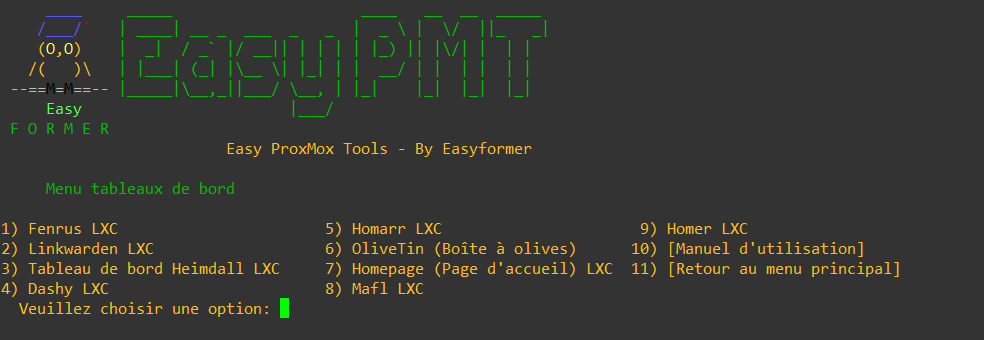 EasyPMT
Easy
F O R M E R
Easy ProxMox Tools - By Easyformer
Menu tableaux de bord
1) Fenrus LXC 5) Homarr LXC 9) Homer LXC
2) Linkwarden LXC 6) OliveTin (Boîte à olives) 10) [Manuel d'utilisation]
3) Tableau de bord Heimdall LXC 7) Homepage (Page d'accueil) LXC 11) [Retour au menu principal]
4) Dashy LXC 8) Mafl LXC
Veuillez choisir une option: